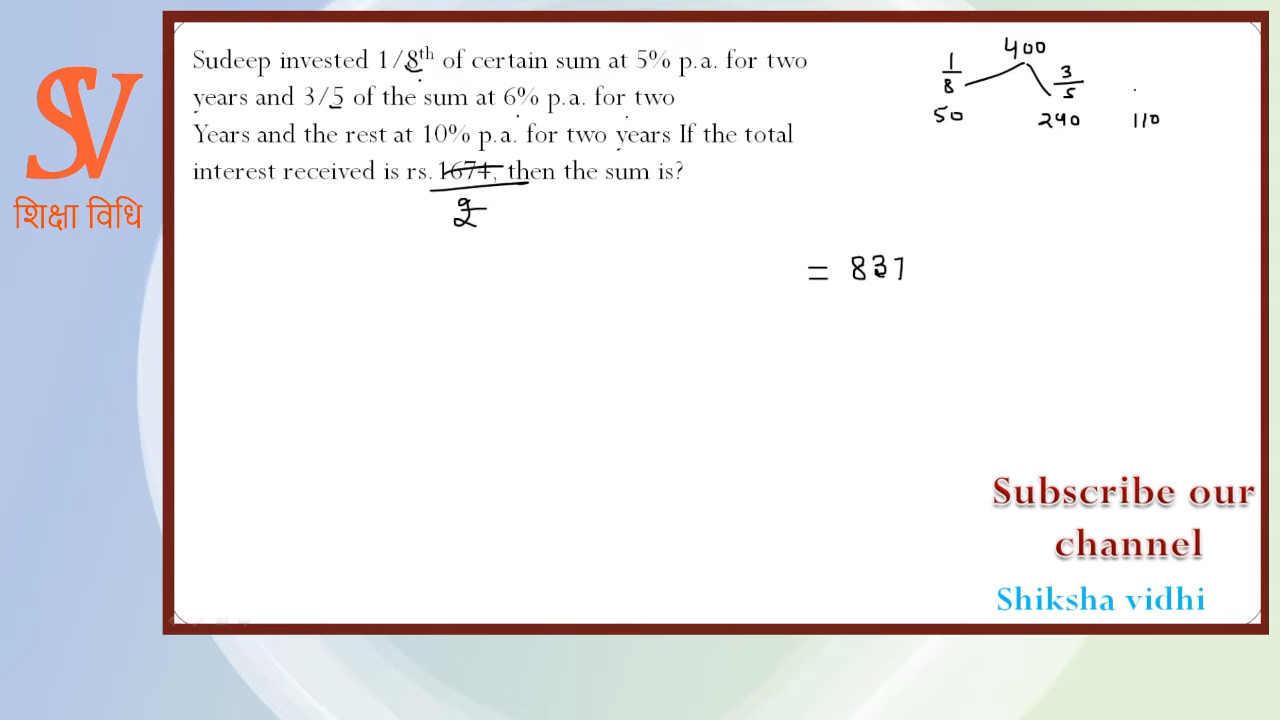 SV
शिक्षा विधि
Sudeep invested 1/8th of certain sum at 5% p.a. for two
years and 3/5 of the sum at 6% p.a. for two
Years and the rest at 10% p.a. for two years If the total
interest received is rs. 1674, then the sum is?
2
400
1/8 3/5
50 240 110
= 837
Subscribe our
channel
Shiksha vidhi